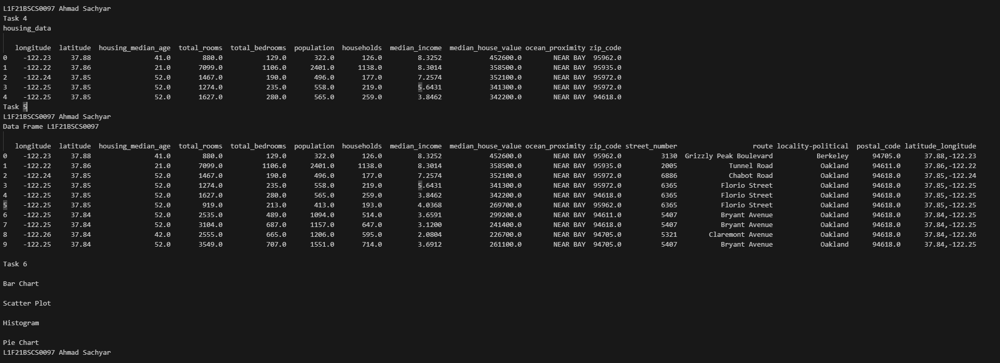 L1F21BSCS0097 Ahmad Sachyar
Task 4
housing_data
longitude latitude housing_median_age total_rooms total_bedrooms population households median_income median_house_value ocean_proximity zip_code
0 -122.23 37.88 41.0 880.0 129.0 322.0 126.0 8.3252 452600.0 NEAR BAY 95962.0
1 -122.22 37.86 21.0 7099.0 1106.0 2401.0 1138.0 8.3014 358500.0 NEAR BAY 95935.0
2 -122.24 37.85 52.0 1467.0 190.0 496.0 177.0 7.2574 352100.0 NEAR BAY 95972.0
3 -122.25 37.85 52.0 1274.0 235.0 558.0 219.0 5.6431 341300.0 NEAR BAY 95972.0
4 -122.25 37.85 52.0 1627.0 280.0 565.0 259.0 3.8462 342200.0 NEAR BAY 94618.0
Task 5
L1F21BSCS0097 Ahmad Sachyar
Data Frame L1F21BSCS0097
longitude latitude housing_median_age total_rooms total_bedrooms population households median_income median_house_value ocean_proximity zip_code street_number route locality-political postal_code latitude_longitude
0 -122.23 37.88 41.0 880.0 129.0 322.0 126.0 8.3252 452600.0 NEAR BAY 95962.0 3130 Grizzly Peak Boulevard Berkeley 94705.0 37.88,-122.23
1 -122.22 37.86 21.0 7099.0 1106.0 2401.0 1138.0 8.3014 358500.0 NEAR BAY 95935.0 2005 Tunnel Road Oakland 94611.0 37.86,-122.22
2 -122.24 37.85 52.0 1467.0 190.0 496.0 177.0 7.2574 352100.0 NEAR BAY 95972.0 6886 Chabot Road Oakland 94618.0 37.85,-122.24
3 -122.25 37.85 52.0 1274.0 235.0 558.0 219.0 5.6431 341300.0 NEAR BAY 95972.0 6365 Florio Street Oakland 94618.0 37.85,-122.25
4 -122.25 37.85 52.0 1627.0 280.0 565.0 259.0 3.8462 342200.0 NEAR BAY 94618.0 6365 Florio Street Oakland 94618.0 37.85,-122.25
5 -122.25 37.85 52.0 919.0 213.0 413.0 193.0 4.0368 269700.0 NEAR BAY 95962.0 6365 Florio Street Oakland 94618.0 37.85,-122.25
6 -122.25 37.84 52.0 2535.0 489.0 1094.0 514.0 3.6591 299200.0 NEAR BAY 94611.0 5407 Bryant Avenue Oakland 94618.0 37.84,-122.25
7 -122.25 37.84 52.0 3104.0 687.0 1157.0 647.0 3.1200 241400.0 NEAR BAY 94618.0 5407 Bryant Avenue Oakland 94618.0 37.84,-122.25
8 -122.26 37.84 42.0 2555.0 665.0 1206.0 595.0 2.0804 226700.0 NEAR BAY 94705.0 5321 Claremont Avenue Oakland 94618.0 37.84,-122.26
9 -122.25 37.84 52.0 3549.0 707.0 1551.0 714.0 3.6912 261100.0 NEAR BAY 94705.0 5407 Bryant Avenue Oakland 94618.0 37.84,-122.25
Task 6
Bar Chart
Scatter Plot
Histogram
Pie Chart
L1F21BSCS0097 Ahmad Sachyar